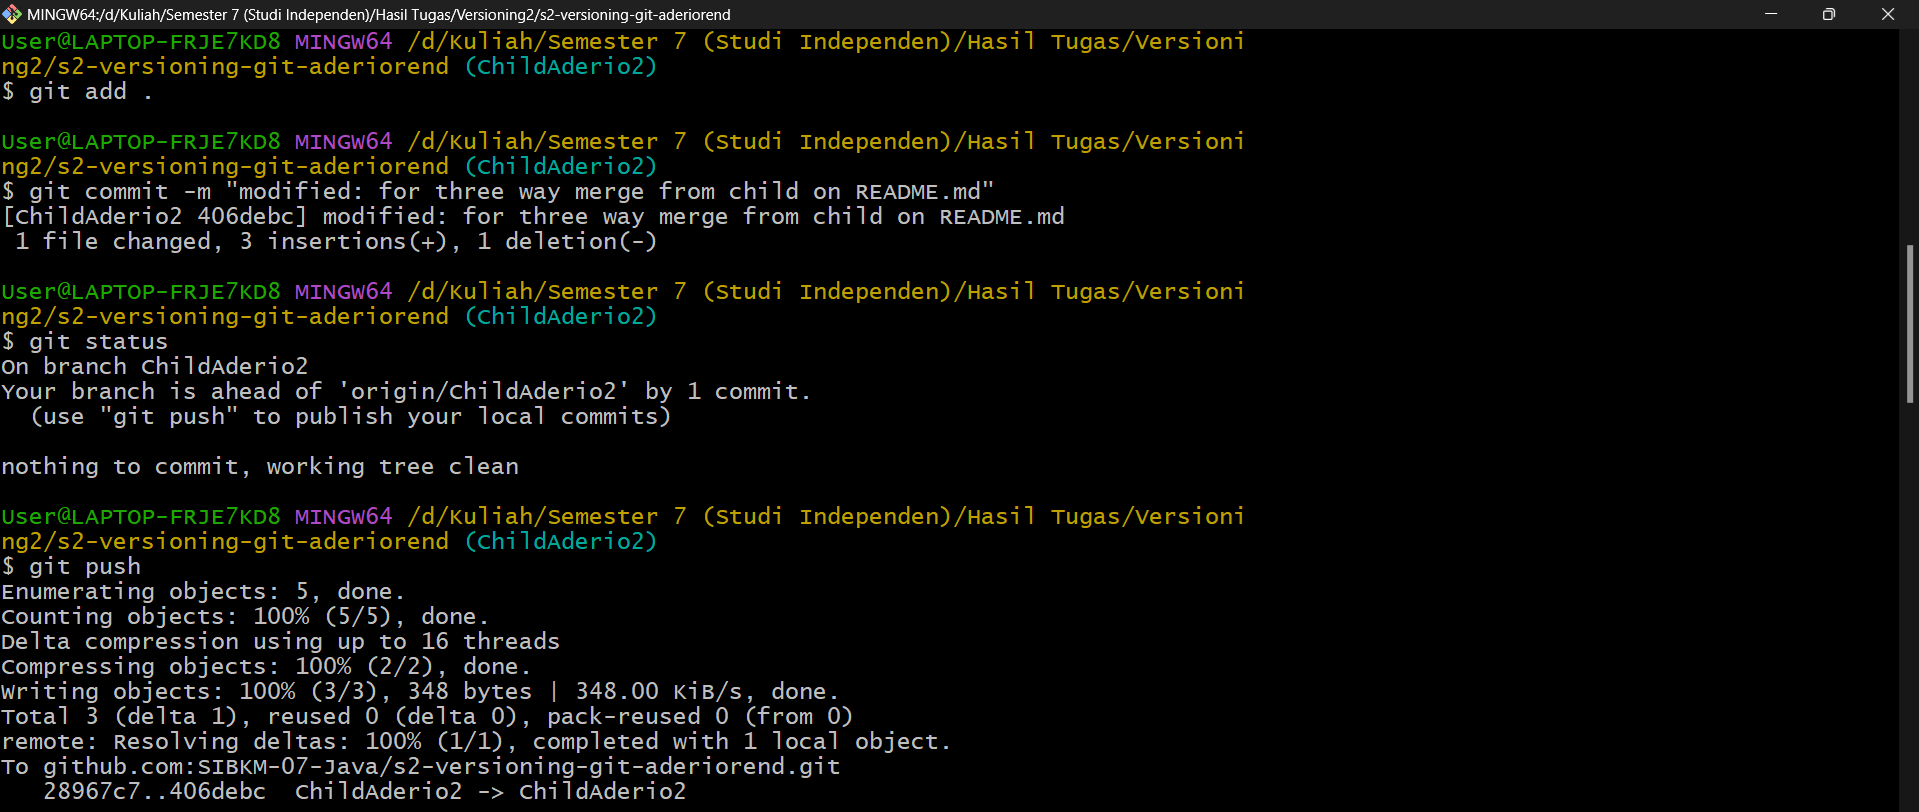 MINGW64:/d/Kuliah/Semester 7 (Studi Independen)/Hasil Tugas/Versioning2/s2-versioning-git-aderiorend
User@LAPTOP-FRJE7KD8 MINGW64 /d/Kuliah/Semester 7 (Studi Independen)/Hasil Tugas/Versioni
ng2/s2-versioning-git-aderiorend (ChildAderio2)
$ git add .
User@LAPTOP-FRJE7KD8 MINGW64 /d/Kuliah/Semester 7 (Studi Independen)/Hasil Tugas/Versioni
ng2/s2-versioning-git-aderiorend (ChildAderio2)
$ git commit -m "modified: for three way merge from child on README.md"
[ChildAderio2 406debc] modified: for three way merge from child on README.md
 1 file changed, 3 insertions(+), 1 deletion(-)
User@LAPTOP-FRJE7KD8 MINGW64 /d/Kuliah/Semester 7 (Studi Independen)/Hasil Tugas/Versioni
ng2/s2-versioning-git-aderiorend (ChildAderio2)
$ git status
On branch ChildAderio2
Your branch is ahead of 'origin/ChildAderio2' by 1 commit.
  (use "git push" to publish your local commits)
nothing to commit, working tree clean
User@LAPTOP-FRJE7KD8 MINGW64 /d/Kuliah/Semester 7 (Studi Independen)/Hasil Tugas/Versioni
ng2/s2-versioning-git-aderiorend (ChildAderio2)
$ git push
Enumerating objects: 5, done.
Counting objects: 100% (5/5), done.
Delta compression using up to 16 threads
Compressing objects: 100% (2/2), done.
Writing objects: 100% (3/3), 348 bytes | 348.00 KiB/s, done.
Total 3 (delta 1), reused 0 (delta 0), pack-reused 0 (from 0)
remote: Resolving deltas: 100% (1/1), completed with 1 local object.
To github.com:SIBKM-07-Java/s2-versioning-git-aderiorend.git
   28967c7..406debc  ChildAderio2 -> ChildAderio2